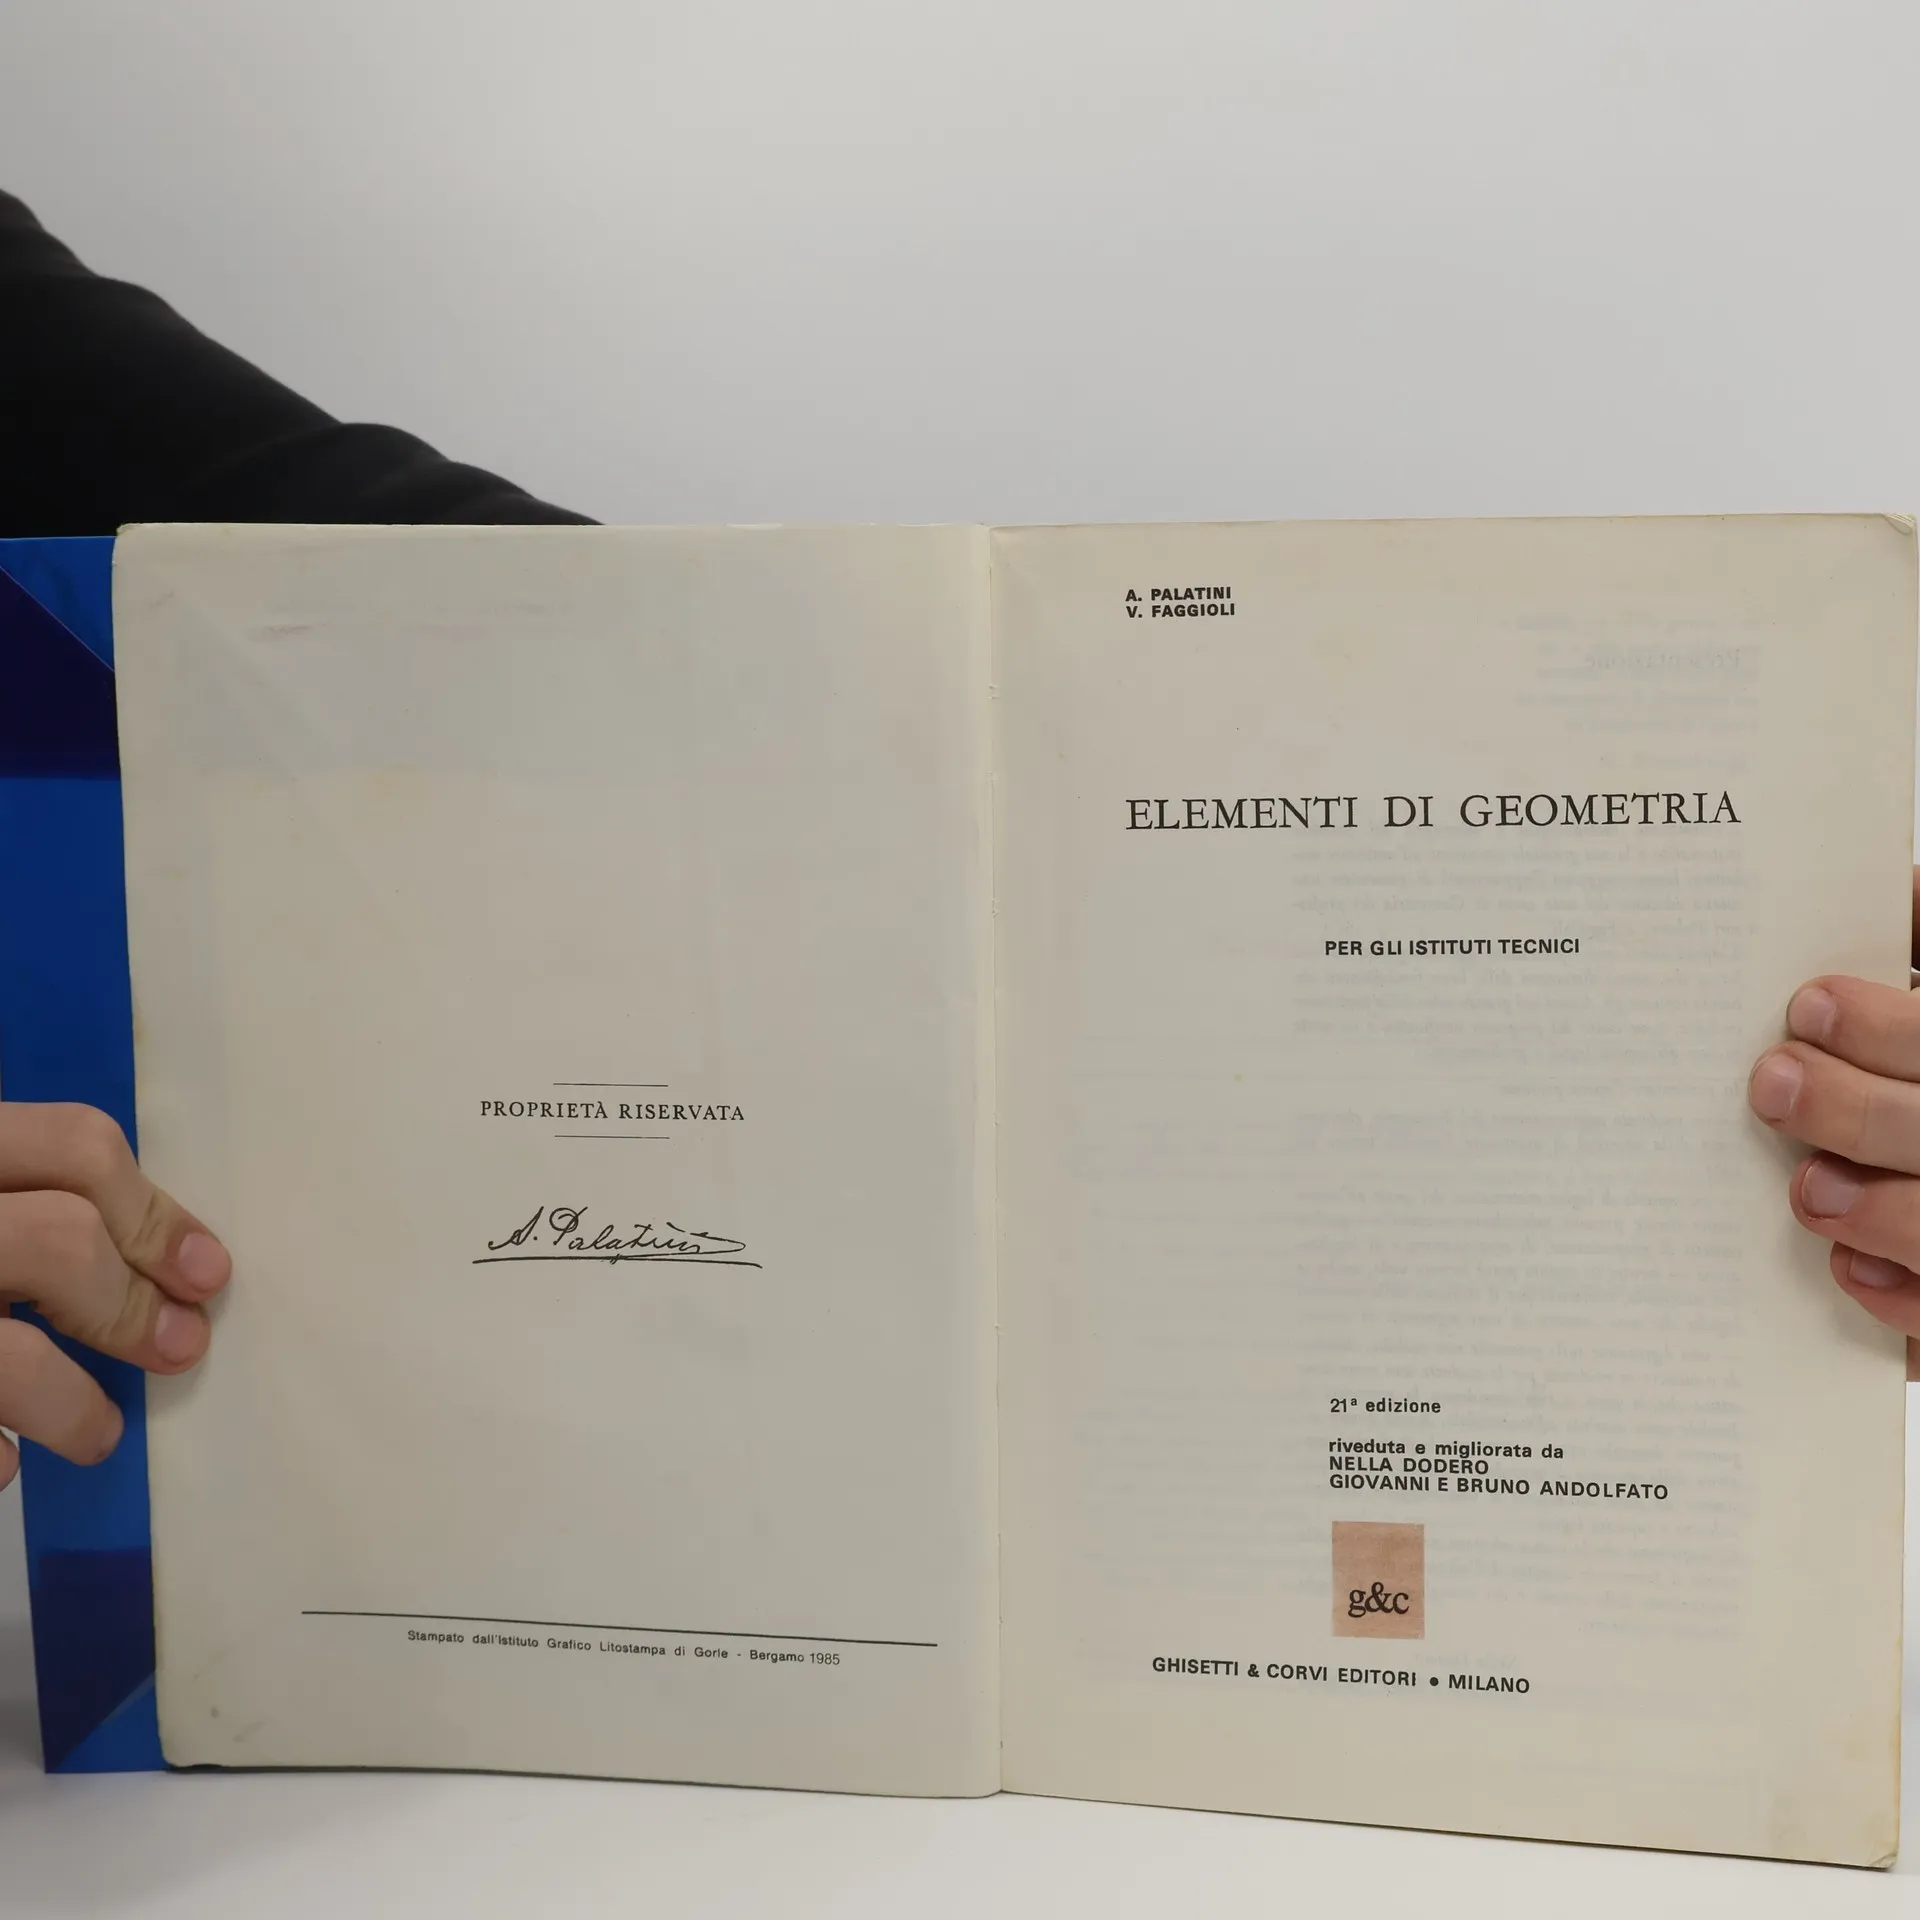 PROPRIETÀ RISERVATA
A. Palatini
Stampato dall'Istituto Grafico Litostampa di Gorle - Bergamo 1985
A. PALATINI
V. FAGGIOLI
ELEMENTI DI GEOMETRIA
PER GLI ISTITUTI TECNICI
21ª edizione
riveduta e migliorata da
NELLA DODERO
GIOVANNI E BRUNO ANDOLFATO
g&c
GHISETTI & CORVI EDITORI • MILANO